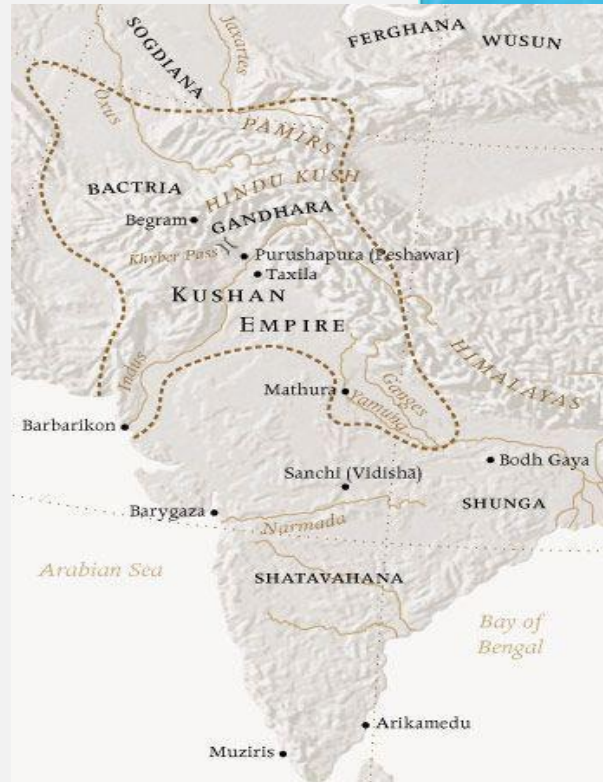 SOGDIANA
Jaxartes
FERGHANA
WUSUN
Oxus
PAMIRS
BACTRIA
HINDU KUSH
Begram
GANDHARA
Khyber Pass
Purushapura (Peshawar)
Taxila
KUSHAN
EMPIRE
HIMALAYAS
Indus
Mathura
Ganges
Yamuna
Barbarikon
Sanchi (Vidisha)
Bodh Gaya
Barygaza
SHUNGA
Narmada
Arabian Sea
SHATAVAHANA
Bay of
Bengal
Arikamedu
Muziris